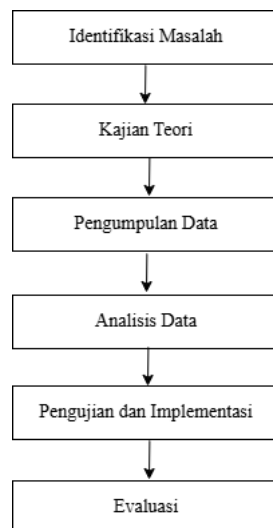 Identifikasi Masalah
Kajian Teori
Pengumpulan Data
Analisis Data
Pengujian dan Implementasi
Evaluasi